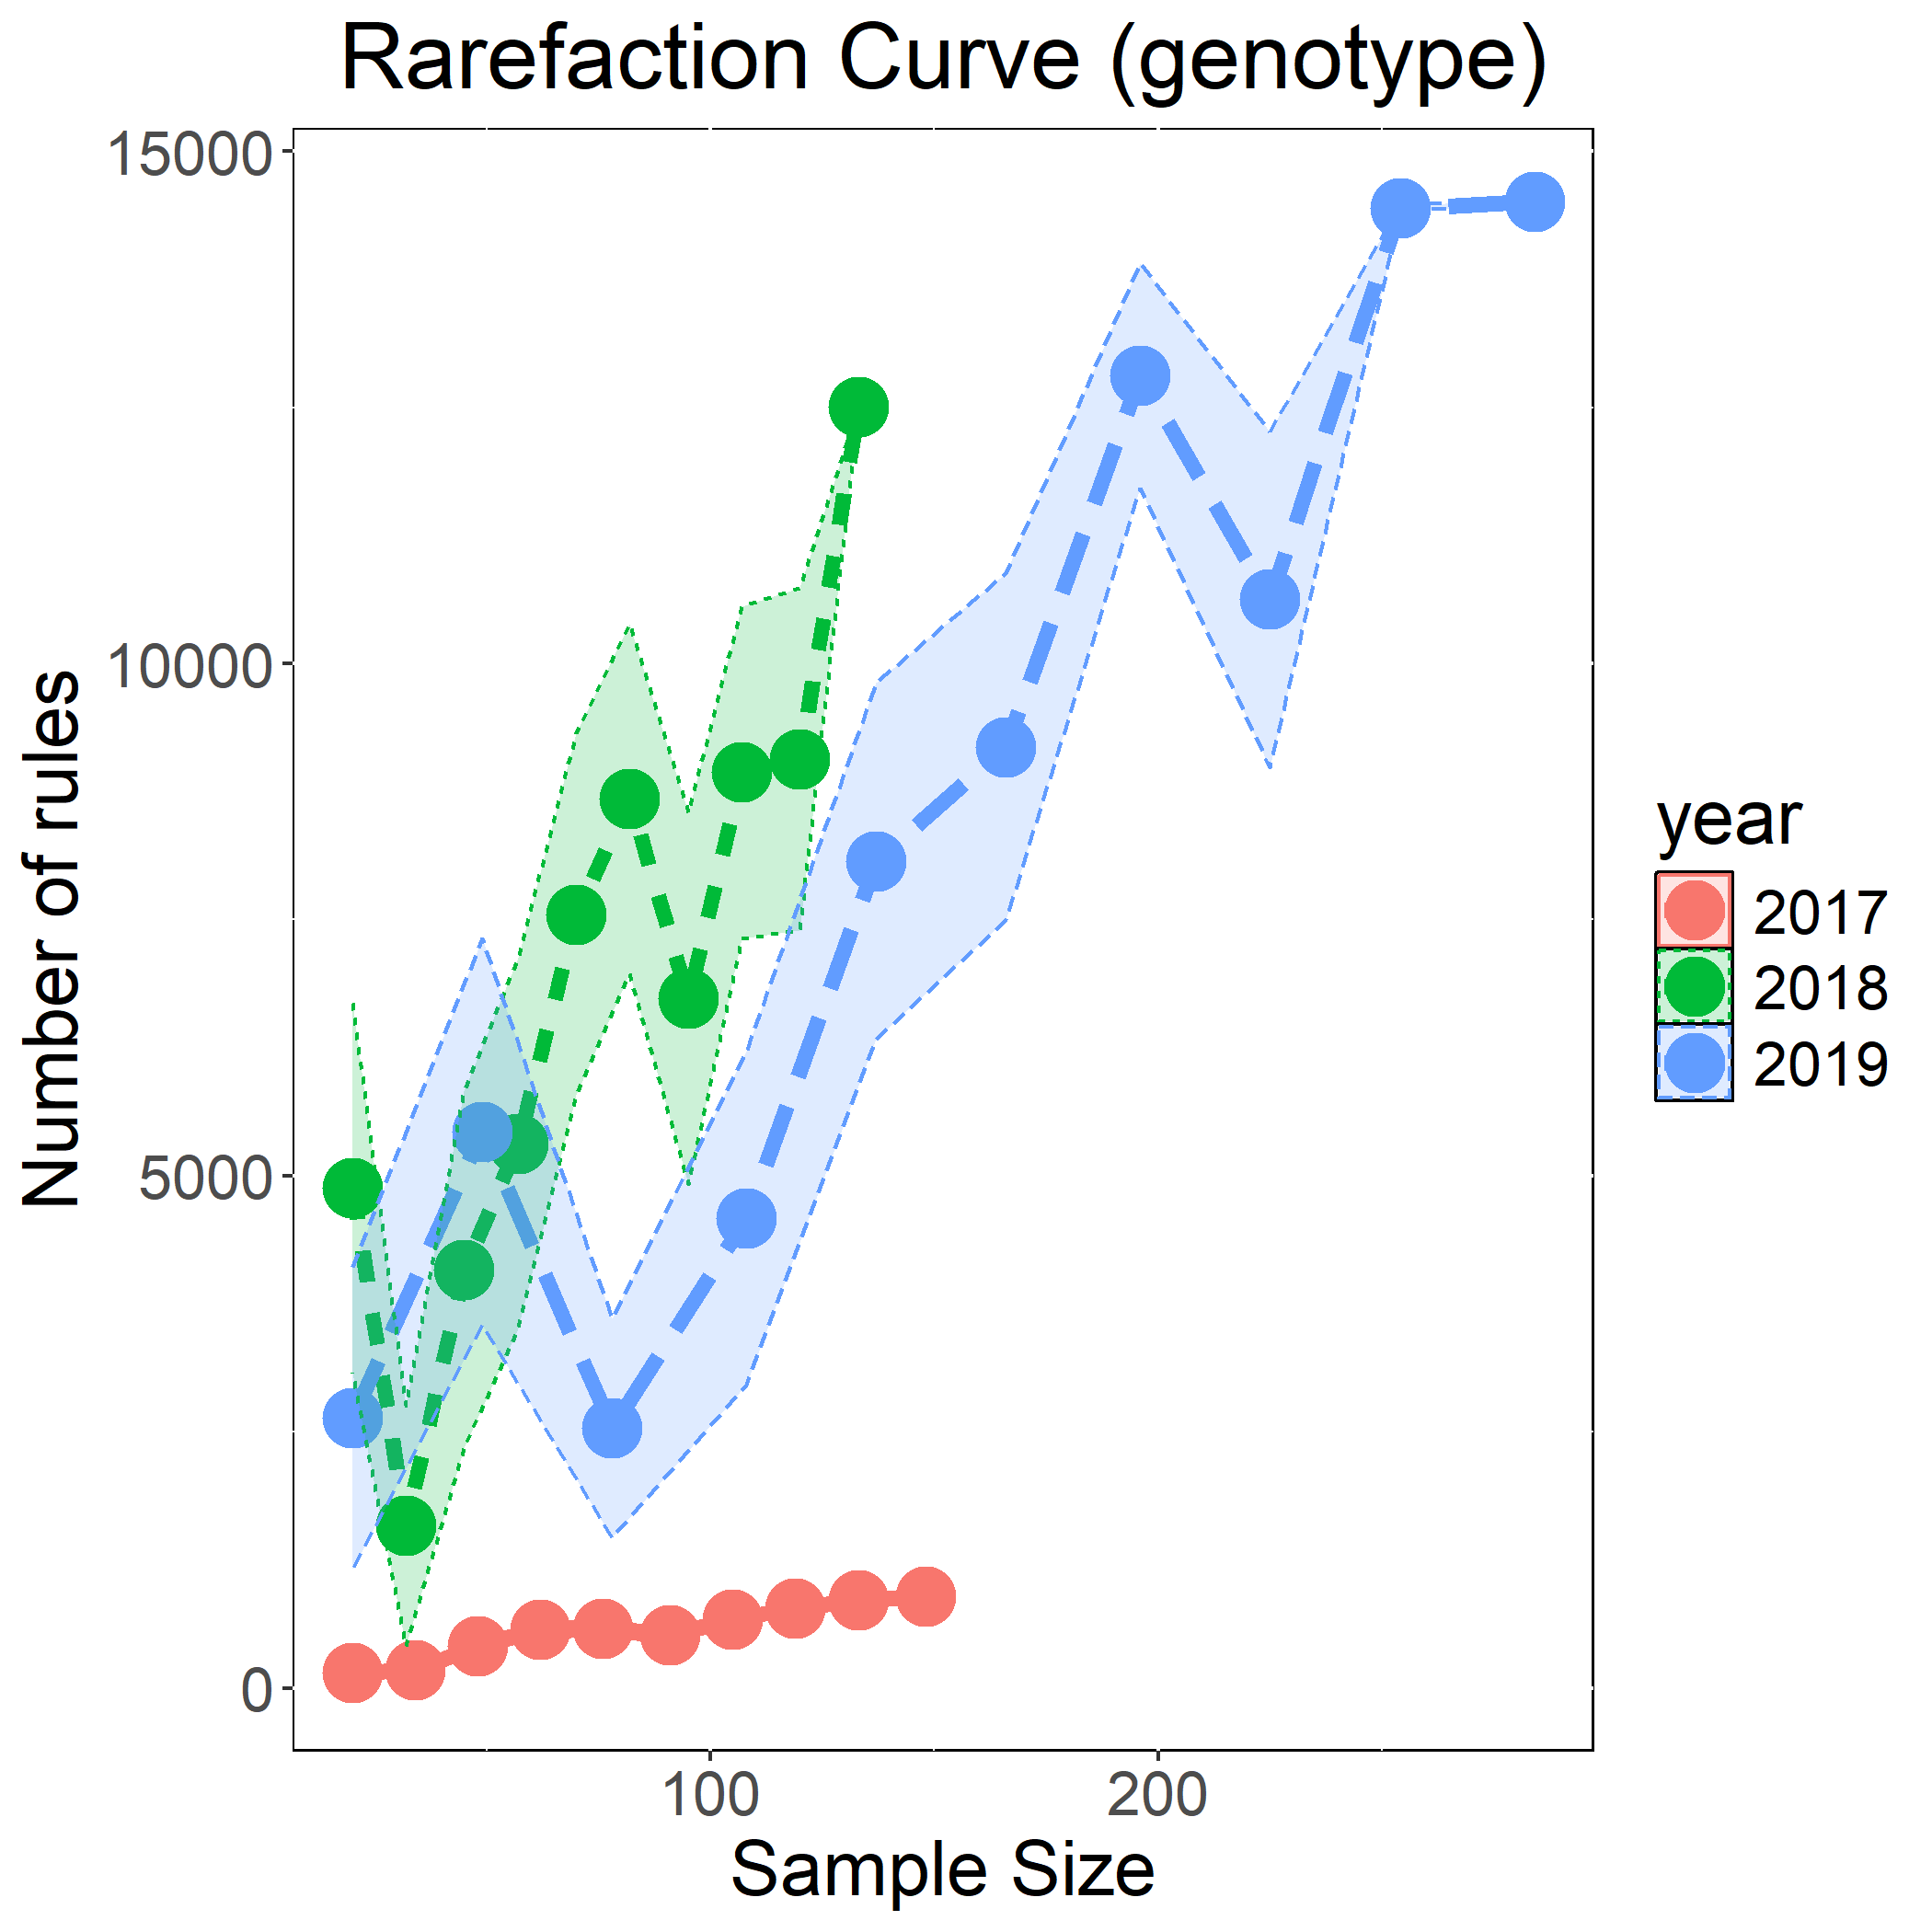 Rarefaction Curve (genotype)
15000
10000
5000
0
Number of rules
100
200
Sample Size
year
2017
2018
2019